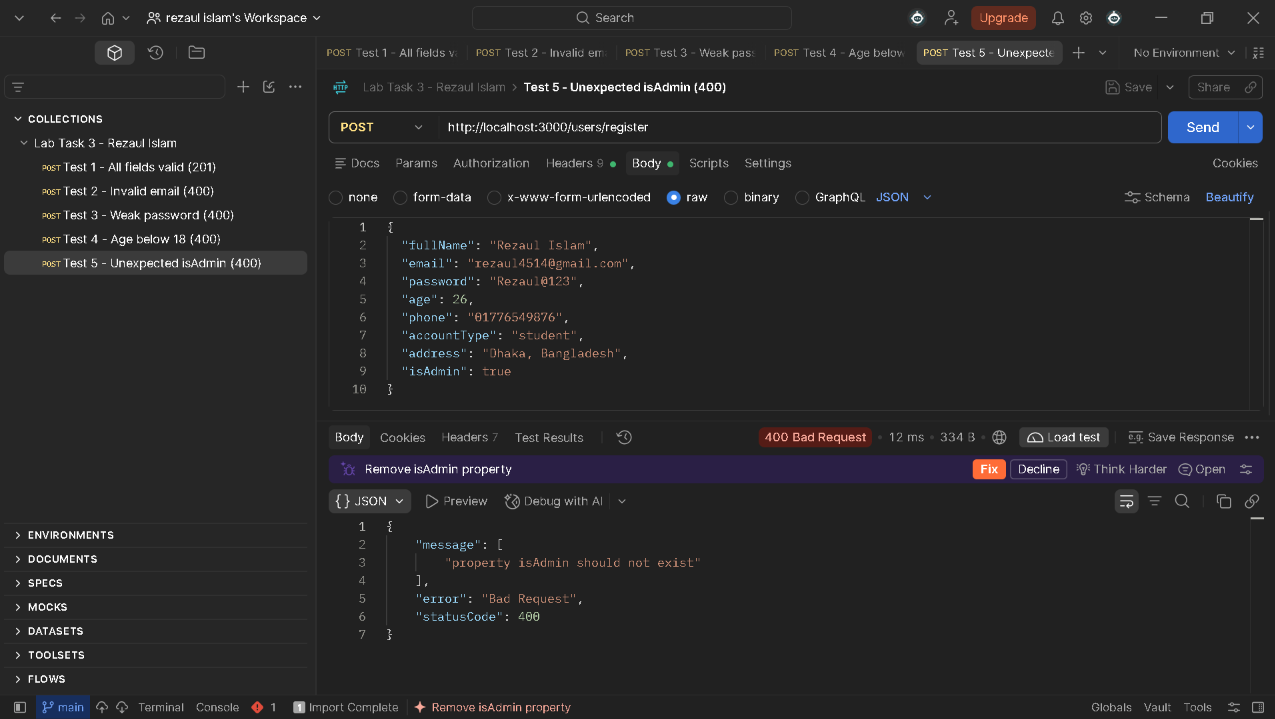 rezaul islam's Workspace
Search
Upgrade
POST Test 1 - All fields va
POST Test 2 - Invalid em
POST Test 3 - Weak pas
POST Test 4 - Age below
POST Test 5 - Unexpecte
No Environment
Lab Task 3 - Rezaul Islam > Test 5 - Unexpected isAdmin (400)
Save
Share
COLLECTIONS
Lab Task 3 - Rezaul Islam
POST Test 1 - All fields valid (201)
POST Test 2 - Invalid email (400)
POST Test 3 - Weak password (400)
POST Test 4 - Age below 18 (400)
POST Test 5 - Unexpected isAdmin (400)
ENVIRONMENTS
DOCUMENTS
SPECS
MOCKS
DATASETS
TOOLSETS
FLOWS
HTTP
POST
http://localhost:3000/users/register
Send
Docs Params Authorization Headers 9 Body Scripts Settings
Cookies
none form-data x-www-form-urlencoded raw binary GraphQL JSON
Schema Beautify
1 {
2 "fullName": "Rezaul Islam",
3 "email": "rezaul4514@gmail.com",
4 "password": "Rezaul@123",
5 "age": 26,
6 "phone": "01776549876",
7 "accountType": "student",
8 "address": "Dhaka, Bangladesh",
9 "isAdmin": true
10 }
Body Cookies Headers 7 Test Results
400 Bad Request • 12 ms • 334 B
Load test
e.g. Save Response
Remove isAdmin property
Fix Decline Think Harder Open
{} JSON Preview Debug with AI
1 {
2 "message": [
3 "property isAdmin should not exist"
4 ],
5 "error": "Bad Request",
6 "statusCode": 400
7 }
main Terminal Console 1 1 Import Complete Remove isAdmin property
Globals Vault Tools